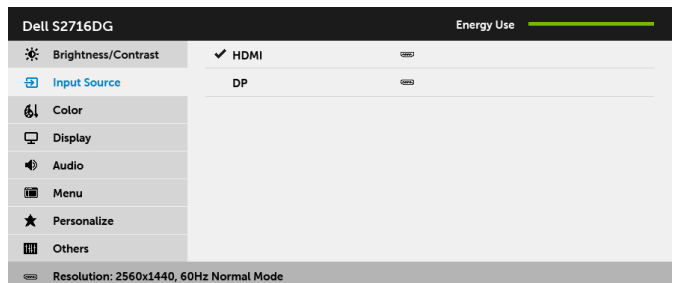 Dell S2716DG
Energy Use
Brightness/Contrast
HDMI
Input Source
DP
Color
Display
Audio
Menu
Personalize
Others
Resolution: 2560x1440, 60Hz Normal Mode